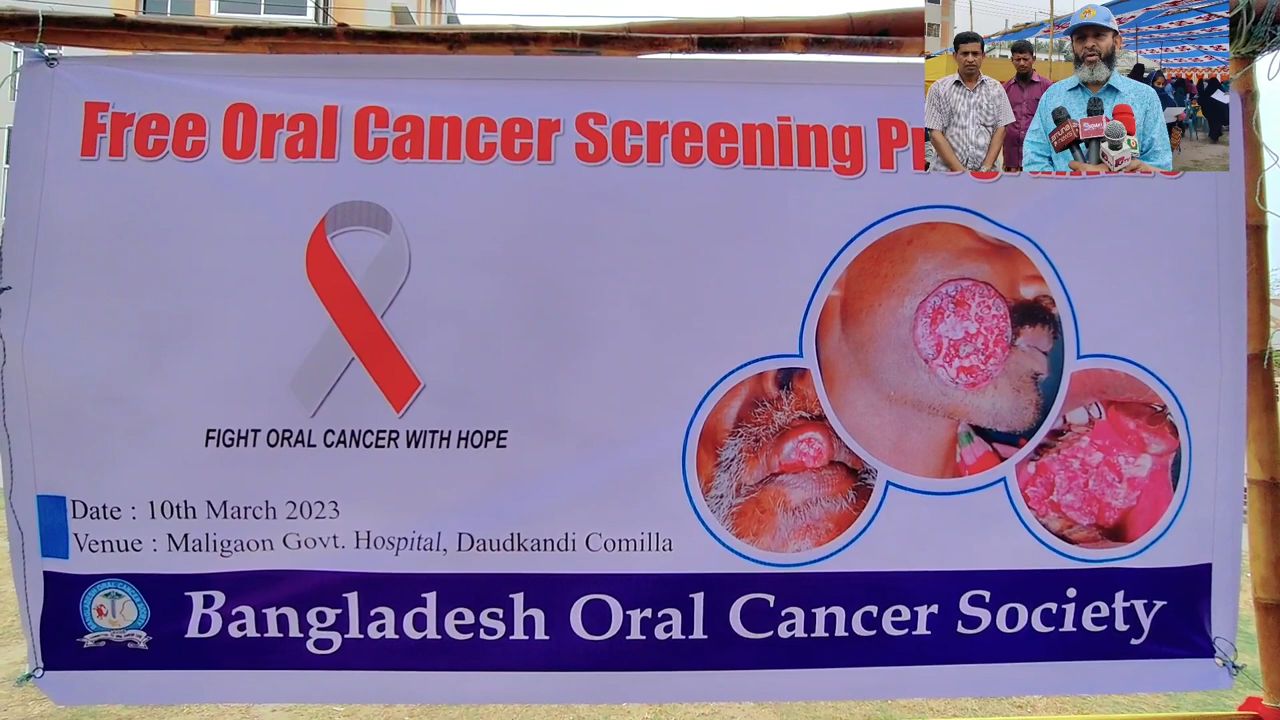 Free Oral Cancer Screening
FIGHT ORAL CANCER WITH HOPE
Date : 10th March 2023
Venue : Maligaon Govt. Hospital, Daudkandi Comilla
Bangladesh Oral Cancer Society